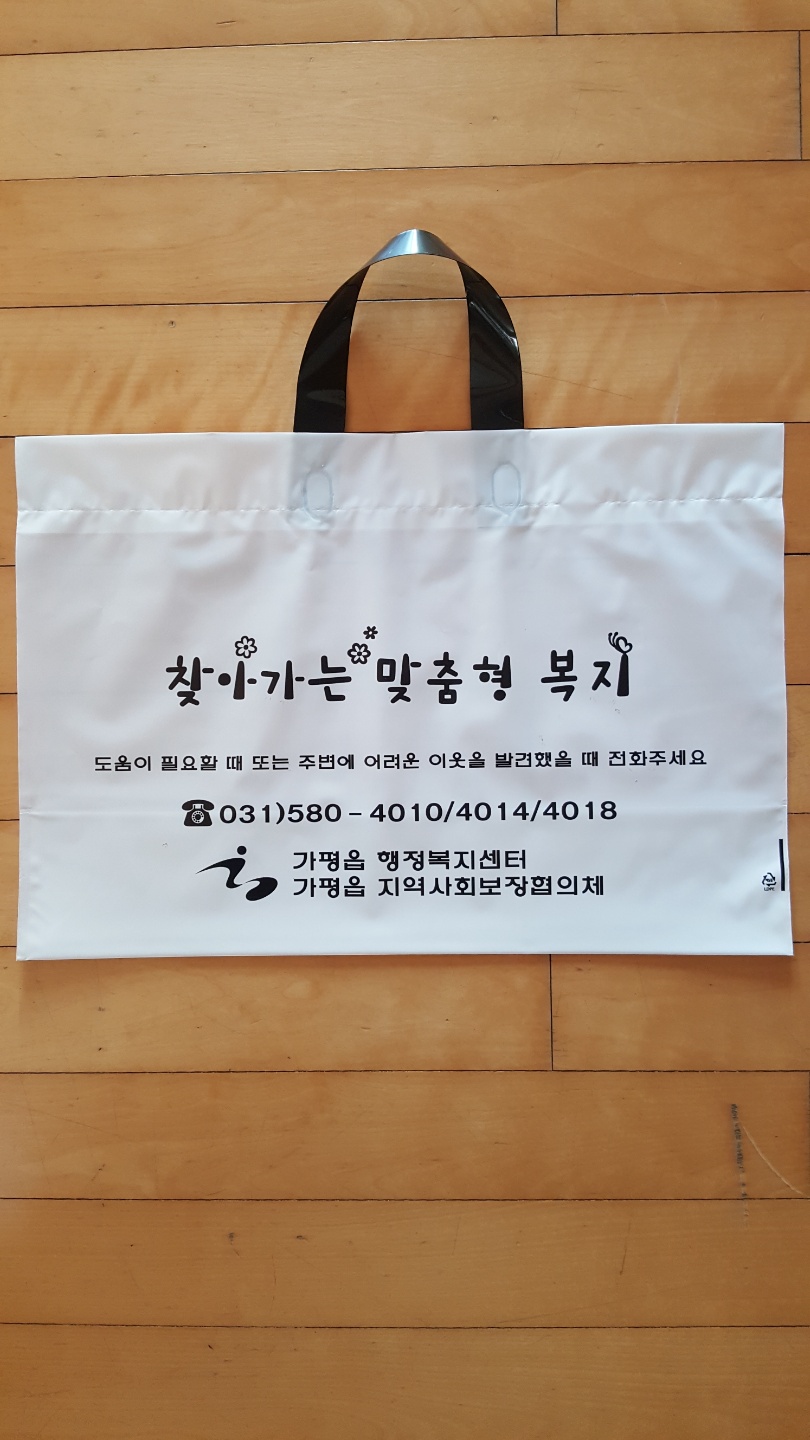 찾아가는 맞춤형 복지
도움이 필요할 때 또는 주변에 어려운 이웃을 발견했을 때 전화주세요
031)580-4010/4014/4018
가평읍 행정복지센터
가평읍 지역사회보장협의체
LDPE